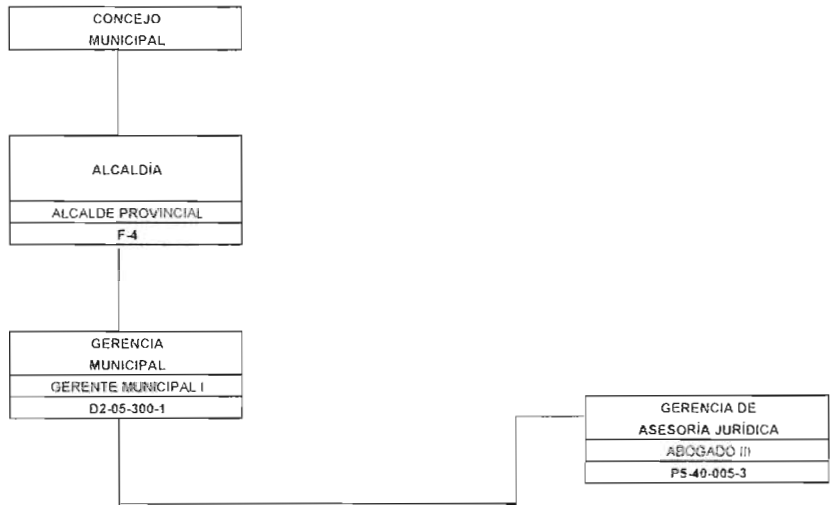 CONCEJO
MUNICIPAL
ALCALDÍA
ALCALDE PROVINCIAL
F-4
GERENCIA
MUNICIPAL
GERENTE MUNICIPAL I
D2-05-300-1
GERENCIA DE
ASESORÍA JURÍDICA
ABOGADO III
P5-40-005-3